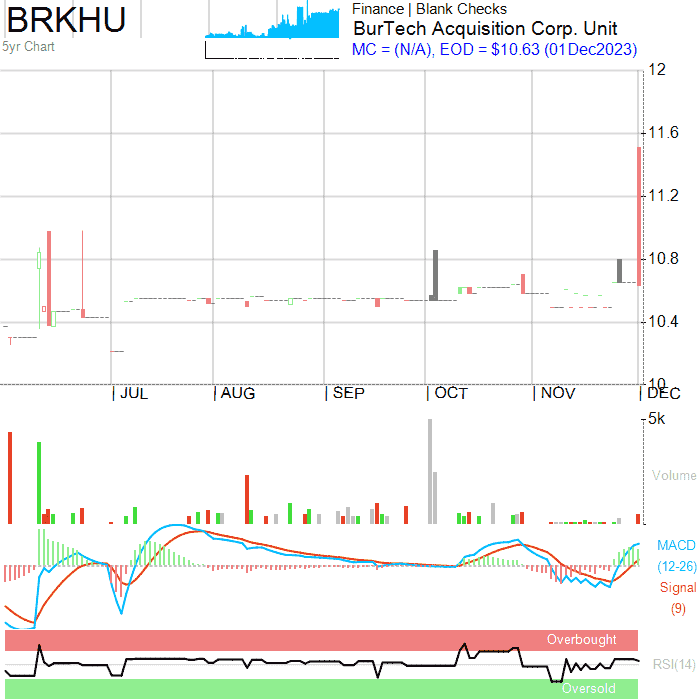 BRKHU
5yr Chart
Finance | Blank Checks
BurTech Acquisition Corp. Unit
MC = (N/A), EOD = $10.63 (01Dec2023)
12
11.6
11.2
10.8
10.4
10
JUL
AUG
SEP
OCT
NOV
DEC
5k
Volume
MACD
(12-26)
Signal
(9)
Overbought
RSI(14)
Oversold